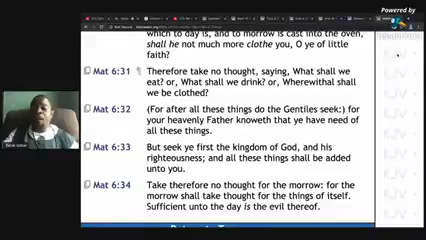 Powered by
which to day is, and to morrow is cast into the oven,
shall he not much more clothe you, O ye of little
faith?
Mat 6:31 ¶ Therefore take no thought, saying, What shall we
eat? or, What shall we drink? or, Wherewithal shall
we be clothed?
Mat 6:32 (For after all these things do the Gentiles seek:) for
your heavenly Father knoweth that ye have need of
all these things.
Mat 6:33 But seek ye first the kingdom of God, and his
righteousness; and all these things shall be added
unto you.
Mat 6:34 Take therefore no thought for the morrow: for the
morrow shall take thought for the things of itself.
Sufficient unto the day is the evil thereof.
KJV
KJV
KJV
KJV